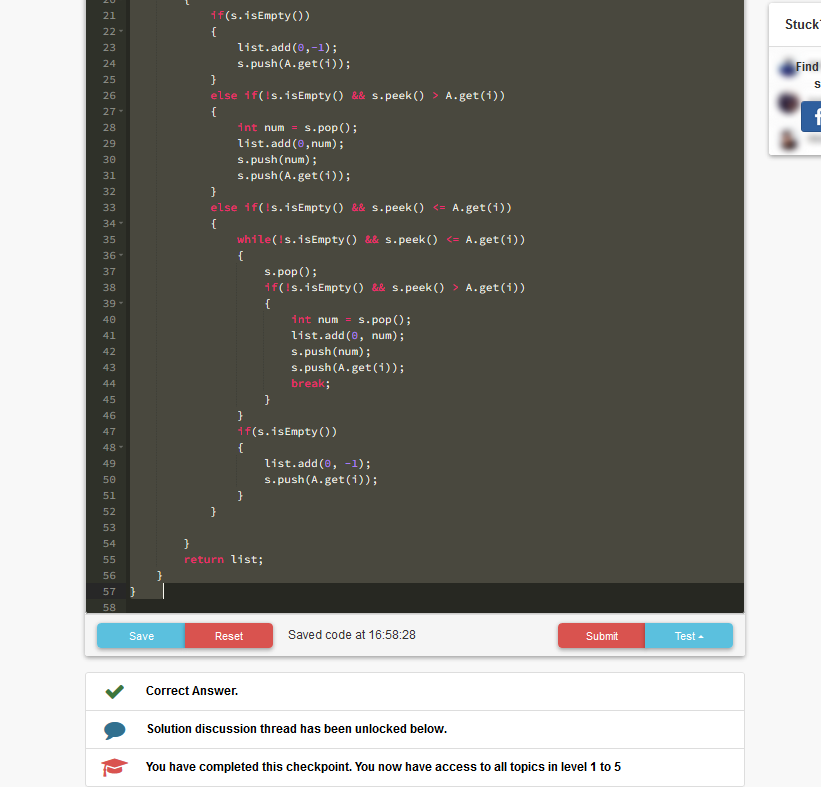 20 {
21 if(s.isEmpty())
22 {
23 list.add(0,-1);
24 s.push(A.get(i));
25 }
26 else if(!s.isEmpty() && s.peek() > A.get(i))
27 {
28 int num = s.pop();
29 list.add(0,num);
30 s.push(num);
31 s.push(A.get(i));
32 }
33 else if(!s.isEmpty() && s.peek() <= A.get(i))
34 {
35 while(!s.isEmpty() && s.peek() <= A.get(i))
36 {
37 s.pop();
38 if(!s.isEmpty() && s.peek() > A.get(i))
39 {
40 int num = s.pop();
41 list.add(0, num);
42 s.push(num);
43 s.push(A.get(i));
44 break;
45 }
46 }
47 if(s.isEmpty())
48 {
49 list.add(0, -1);
50 s.push(A.get(i));
51 }
52 }
53
54 }
55 return list;
56 }
57 }
58
Stuck?
Find
s
f
Save Reset Saved code at 16:58:28 Submit Test
Correct Answer.
Solution discussion thread has been unlocked below.
You have completed this checkpoint. You now have access to all topics in level 1 to 5